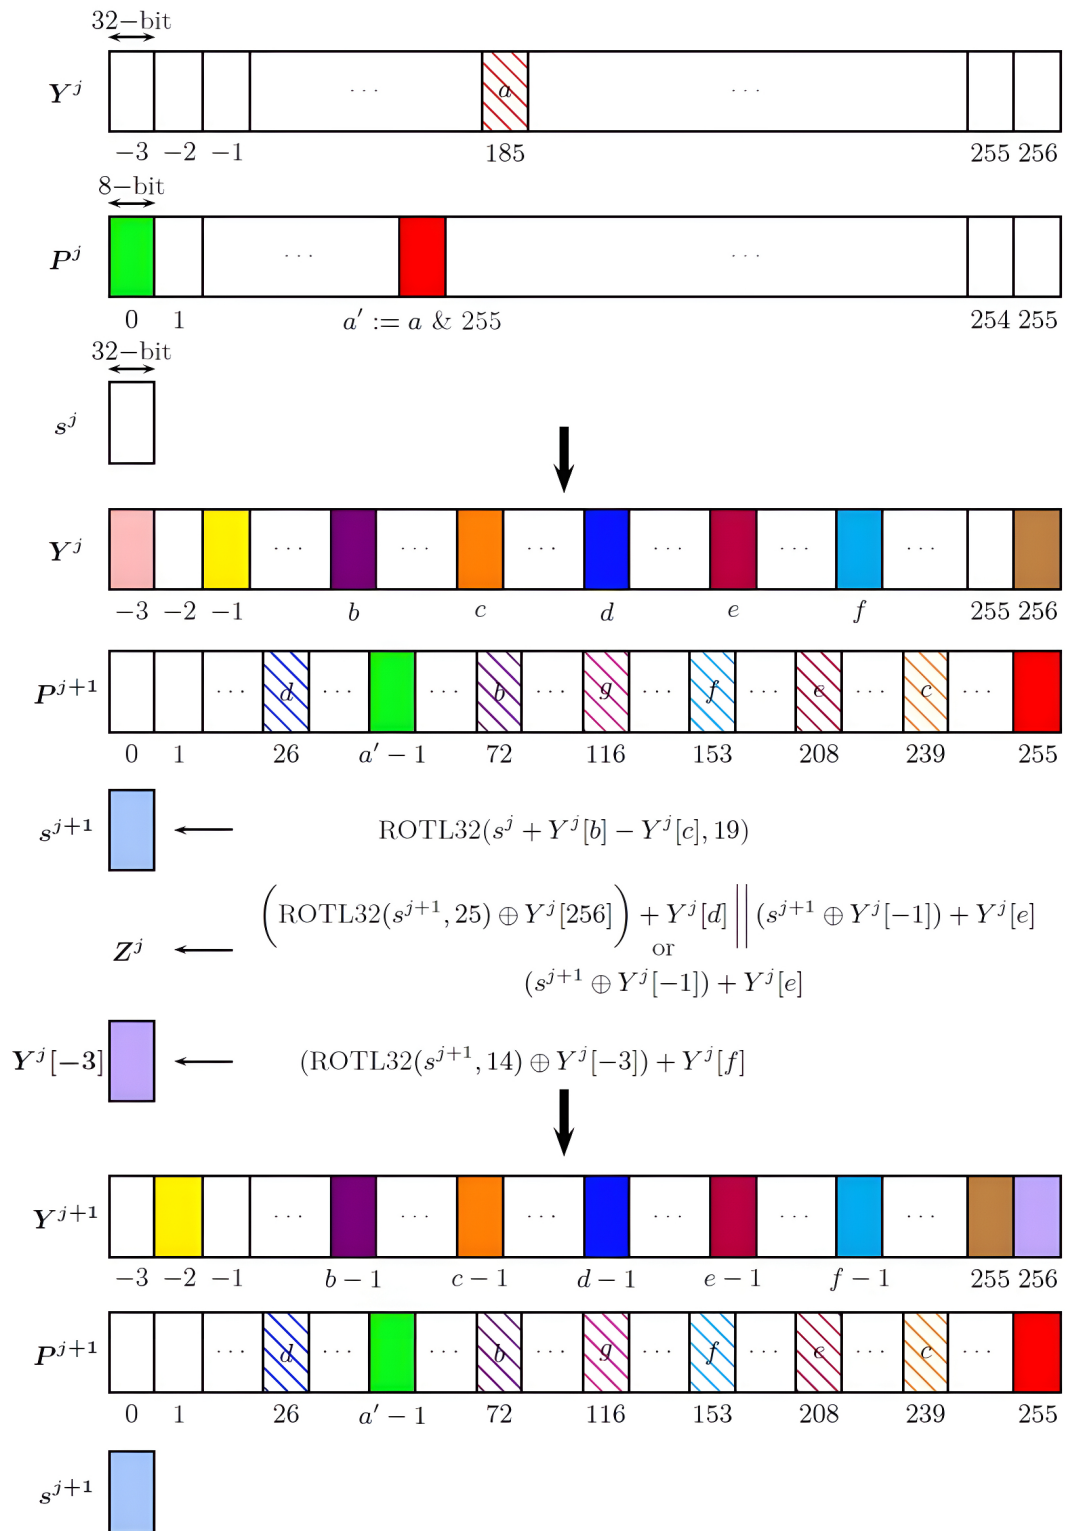 32−bit
Y^j ··· a ···
−3 −2 −1 185 255 256
8−bit
P^j ··· ···
0 1 a′ := a & 255 254 255
32−bit
s^j
Y^j ··· ··· ··· ··· ··· ···
−3 −2 −1 b c d e f 255 256
P^{j+1} ··· d ··· ··· b ··· g ··· f ··· e ··· c ···
0 1 26 a′ − 1 72 116 153 208 239 255
s^{j+1} ← ROTL32(s^j + Y^j[b] − Y^j[c], 19)
(ROTL32(s^{j+1}, 25) ⊕ Y^j[256]) + Y^j[d] || (s^{j+1} ⊕ Y^j[−1]) + Y^j[e]
Z^j ← or
(s^{j+1} ⊕ Y^j[−1]) + Y^j[e]
Y^j[−3] ← (ROTL32(s^{j+1}, 14) ⊕ Y^j[−3]) + Y^j[f]
Y^{j+1} ··· ··· ··· ··· ··· ···
−3 −2 −1 b − 1 c − 1 d − 1 e − 1 f − 1 255 256
P^{j+1} ··· d ··· ··· b ··· g ··· f ··· e ··· c ···
0 1 26 a′ − 1 72 116 153 208 239 255
s^{j+1}